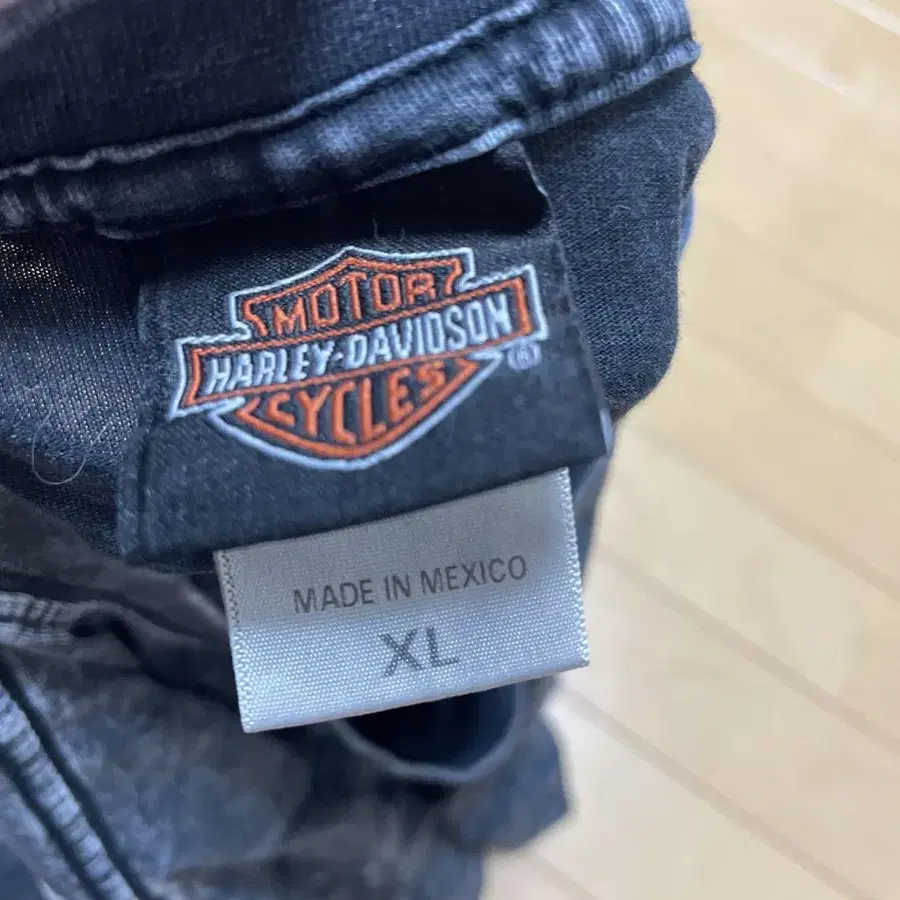 MOTOR
HARLEY-DAVIDSON
®
CYCLES
MADE IN MEXICO
XL